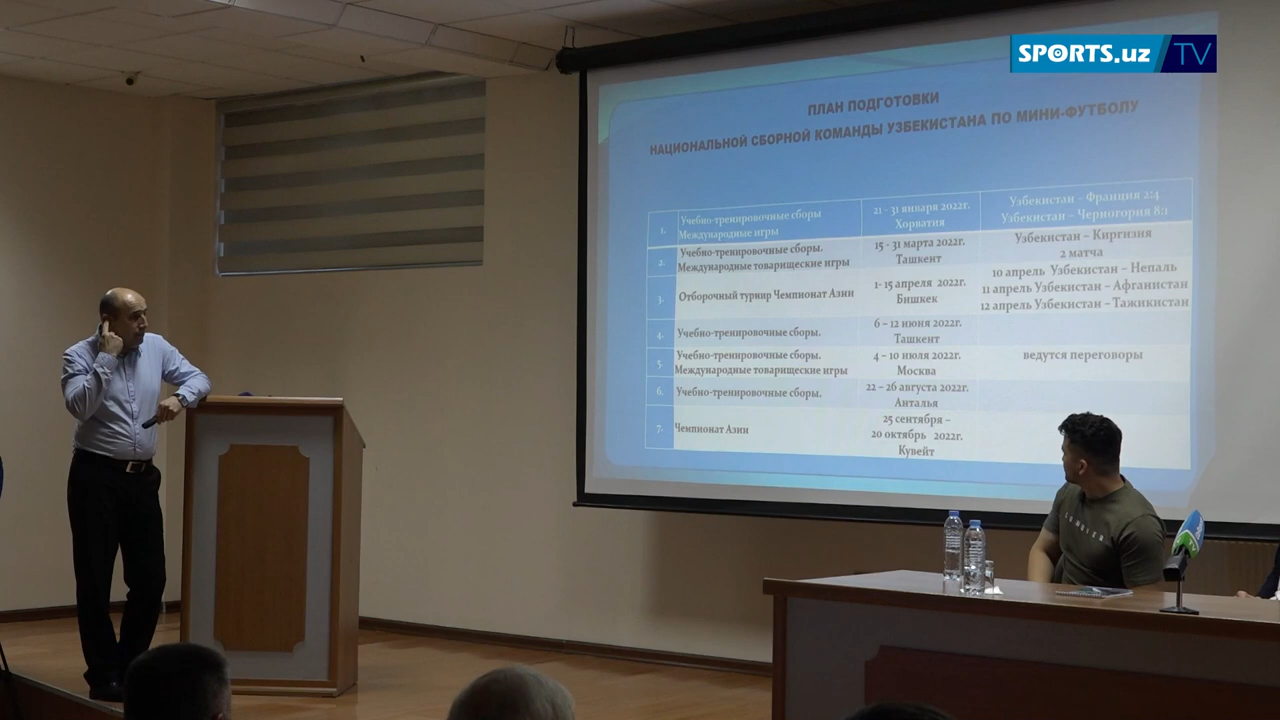 SPORTS.uz TV
ПЛАН ПОДГОТОВКИ
НАЦИОНАЛЬНОЙ СБОРНОЙ КОМАНДЫ УЗБЕКИСТАНА ПО МИНИ-ФУТБОЛУ
1.
Учебно-тренировочные сборы
Международные игры
21 - 31 января 2022г.
Хорватия
Узбекистан - Франция 2:4
Узбекистан – Черногория 8:1
2.
Учебно-тренировочные сборы.
Международные товарищеские игры
15 - 31 марта 2022г.
Ташкент
Узбекистан – Киргизия
2 матча
3.
Отборочный турнир Чемпионат Азии
1- 15 апреля 2022г.
Бишкек
10 апрель Узбекистан – Непаль
11 апрель Узбекистан – Афганистан
12 апрель Узбекистан – Тажикистан
4.
Учебно-тренировочные сборы.
6 – 12 июня 2022г.
Ташкент
5.
Учебно-тренировочные сборы.
Международные товарищеские игры
4 – 10 июля 2022г.
Москва
ведутся переговоры
6.
Учебно-тренировочные сборы.
22 – 26 августа 2022г.
Анталья
7.
Чемпионат Азии
25 сентября –
20 октябрь 2022г.
Кувейт